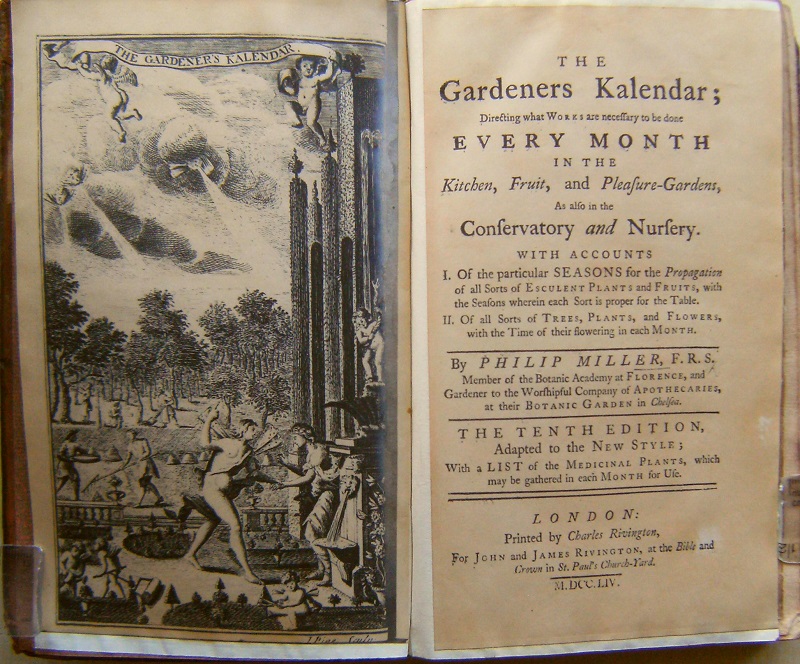 THE GARDENER'S KALENDAR.
I Pine Sculp.
THE
Gardeners Kalendar;
Directing what WORKS are neceſſary to be done
EVERY MONTH
IN THE
Kitchen, Fruit, and Pleaſure-Gardens,
As alſo in the
Conſervatory and Nurſery.
WITH ACCOUNTS
I. Of the particular SEASONS for the Propagation
of all Sorts of ESCULENT PLANTS and FRUITS, with
the Seaſons wherein each Sort is proper for the Table.
II. Of all Sorts of TREES, PLANTS, and FLOWERS,
with the Time of their flowering in each MONTH.
By PHILIP MILLER, F.R.S.
Member of the Botanic Academy at FLORENCE, and
Gardener to the Worſhipful Company of APOTHECARIES,
at their BOTANIC GARDEN in Chelſea.
THE TENTH EDITION,
Adapted to the NEW STYLE;
With a LIST of the MEDICINAL PLANTS, which
may be gathered in each MONTH for Uſe.
LONDON:
Printed by Charles Rivington,
For JOHN and JAMES RIVINGTON, at the Bible and
Crown in St. Paul's Church-Yard.
M.DCC.LIV.